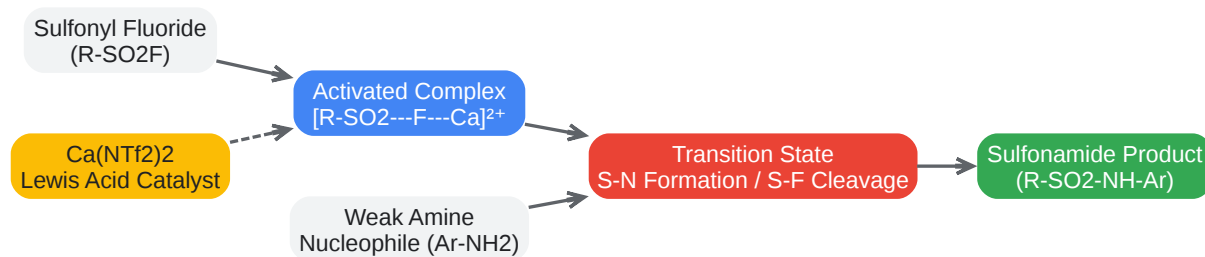 Sulfonyl Fluoride
(R-SO2F)
Ca(NTf2)2
Lewis Acid Catalyst
Activated Complex
[R-SO2---F---Ca]²⁺
Weak Amine
Nucleophile (Ar-NH2)
Transition State
S-N Formation / S-F Cleavage
Sulfonamide Product
(R-SO2-NH-Ar)